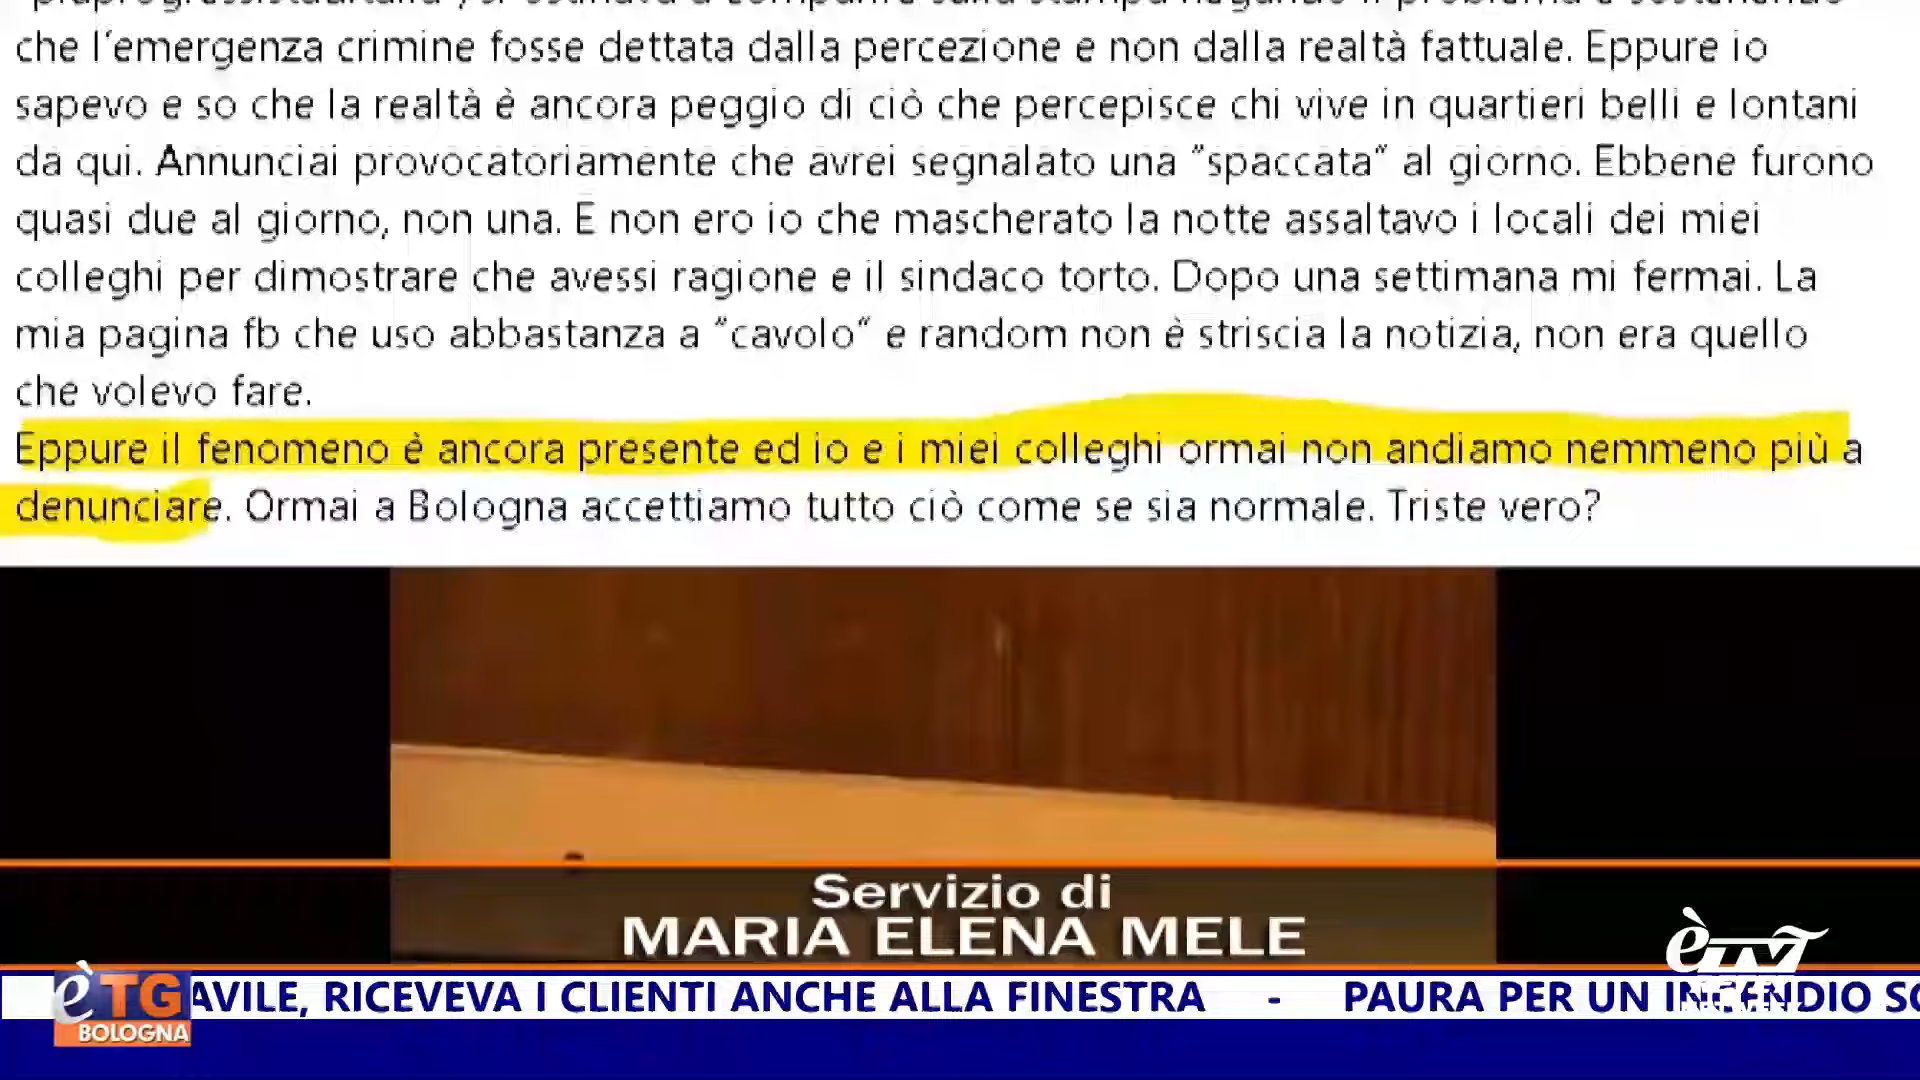 che l'emergenza crimine fosse dettata dalla percezione e non dalla realtà fattuale. Eppure io
sapevo e so che la realtà è ancora peggio di ciò che percepisce chi vive in quartieri belli e lontani
da qui. Annunciai provocatoriamente che avrei segnalato una "spaccata" al giorno. Ebbene furono
quasi due al giorno, non una. E non ero io che mascherato la notte assaltavo i locali dei miei
colleghi per dimostrare che avessi ragione e il sindaco torto. Dopo una settimana mi fermai. La
mia pagina fb che uso abbastanza a "cavolo" e random non è striscia la notizia, non era quello
che volevo fare.
Eppure il fenomeno è ancora presente ed io e i miei colleghi ormai non andiamo nemmeno più a
denunciare. Ormai a Bologna accettiamo tutto ciò come se sia normale. Triste vero?
Servizio di
MARIA ELENA MELE
èTV
èTG
BOLOGNA
AVILE, RICEVEVA I CLIENTI ANCHE ALLA FINESTRA - PAURA PER UN INCENDIO